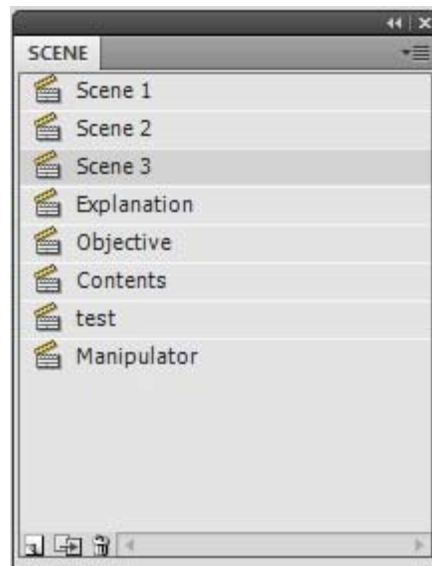 SCENE
Scene 1
Scene 2
Scene 3
Explanation
Objective
Contents
test
Manipulator